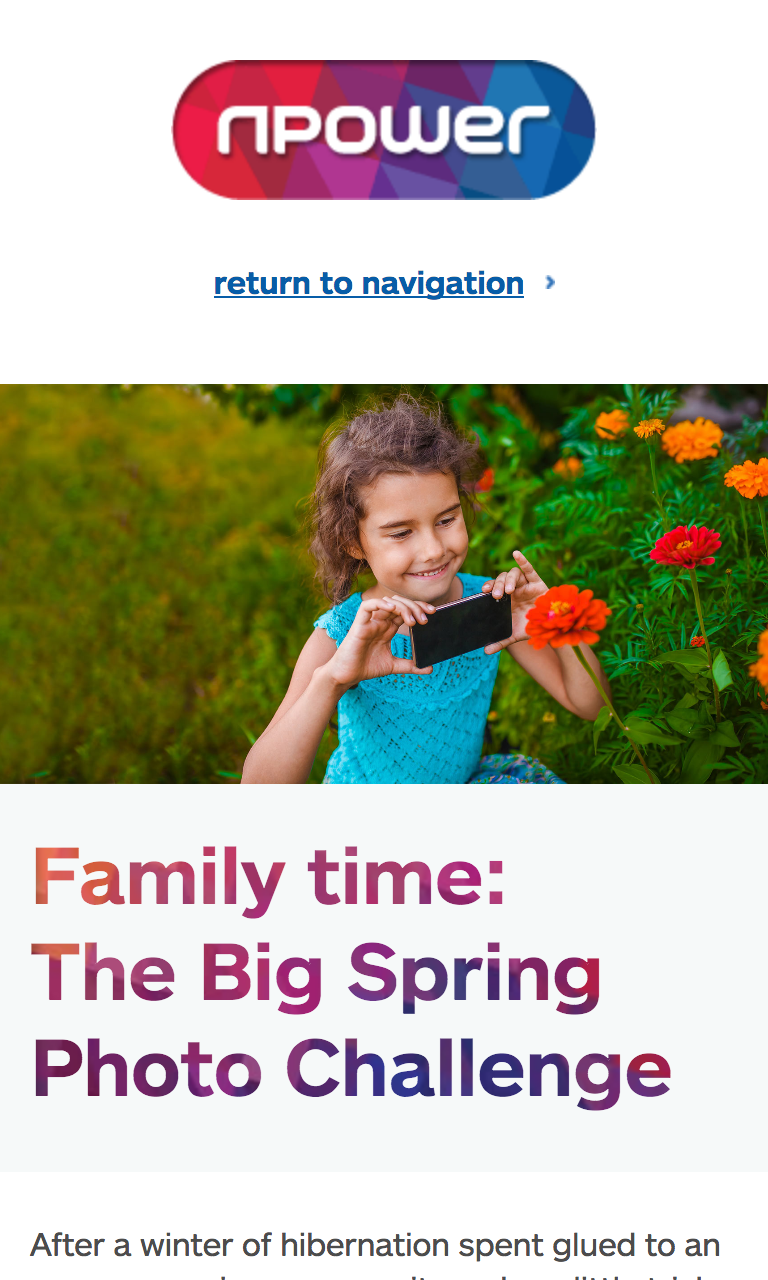 npower
return to navigation
Family time:
The Big Spring
Photo Challenge
After a winter of hibernation spent glued to an